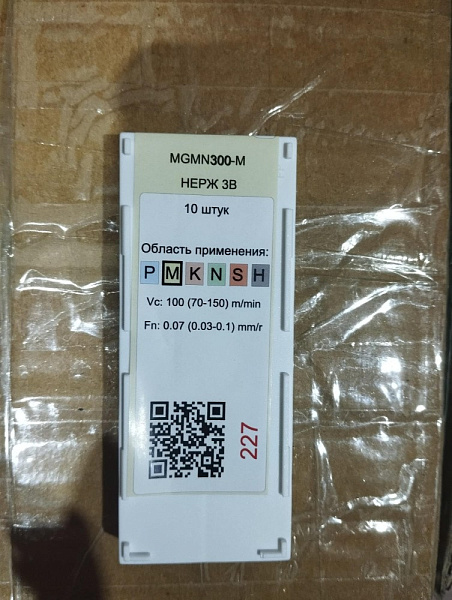 MGMN300-M
НЕРЖ 3В
10 штук
Область применения:
P M K N S H
Vc: 100 (70-150) m/min
Fn: 0.07 (0.03-0.1) mm/r
227